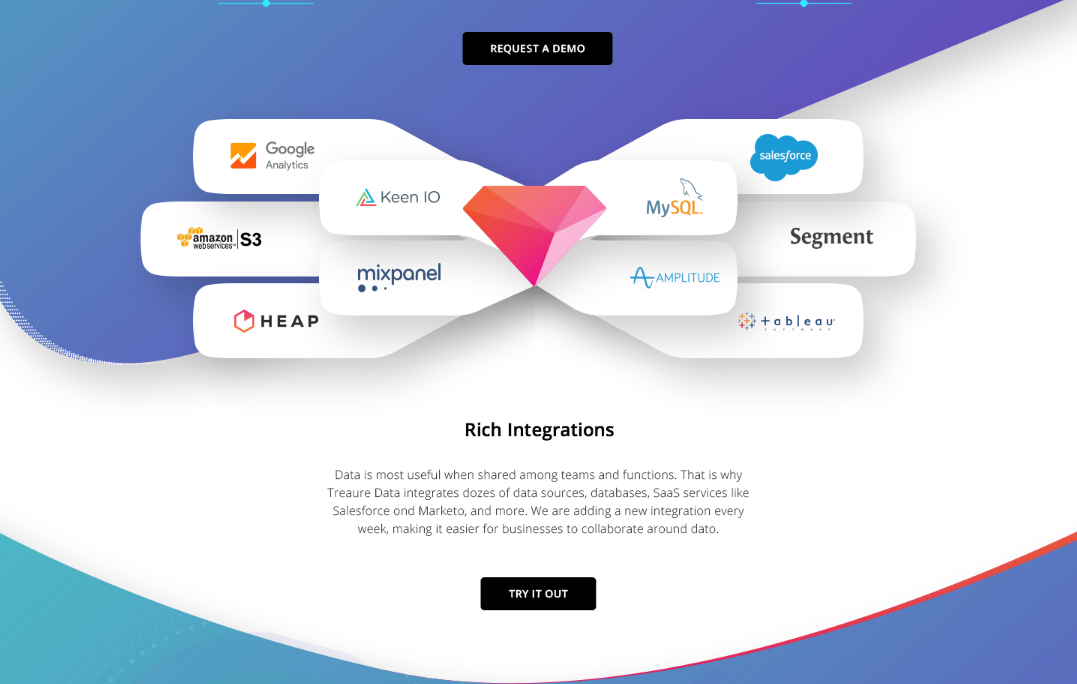 REQUEST A DEMO
Google
Analytics
salesforce
Keen IO
MySQL™
amazon
webservices™
S3
Segment
mixpanel
AMPLITUDE
HEAP
+ableau
SOFTWARE
Rich Integrations
Data is most useful when shared among teams and functions. That is why
Treaure Data integrates dozes of data sources, databases, SaaS services like
Salesforce ond Marketo, and more. We are adding a new integration every
week, making it easier for businesses to collaborate around dato.
TRY IT OUT